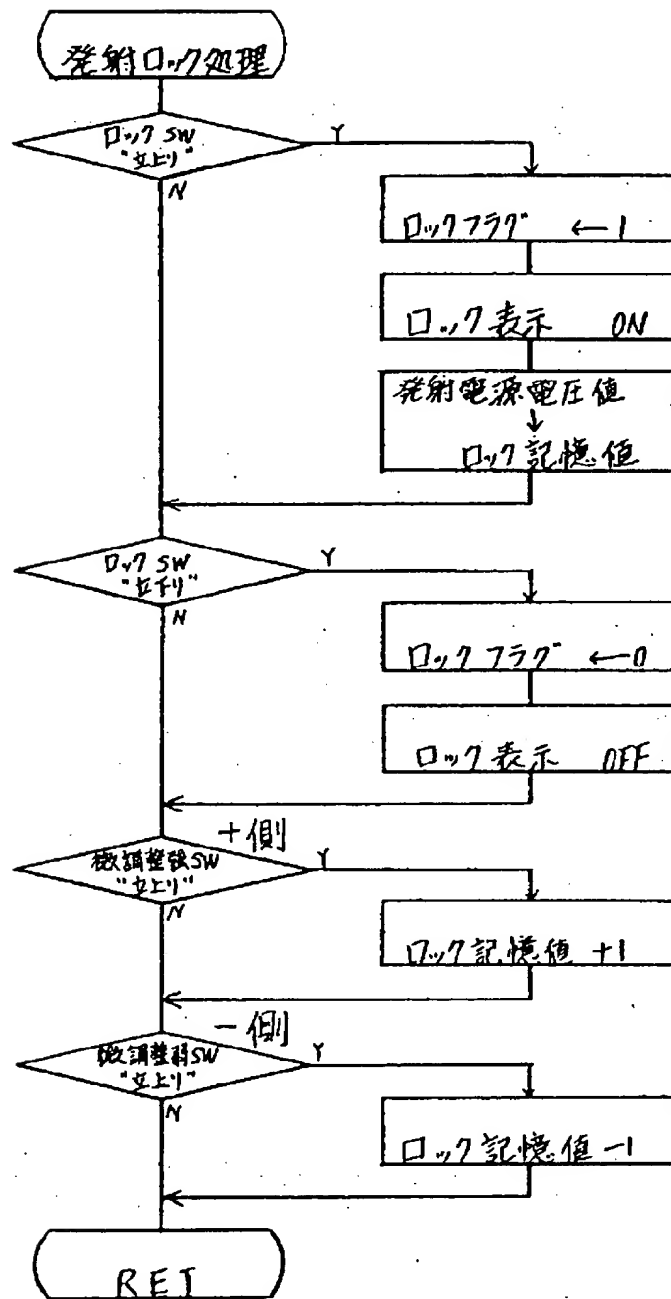 発射ロック処理
ロック SW
"立上り"
Y
N
ロックフラグ ←1
ロック表示 ON
発射電源電圧値
↓
ロック記憶値
ロック SW
"立下り"
Y
N
ロックフラグ ←0
ロック表示 OFF
+側
微調整強SW
"立上り"
Y
N
ロック記憶値 +1
-側
微調整弱SW
"立上り"
Y
N
ロック記憶値 -1
RET